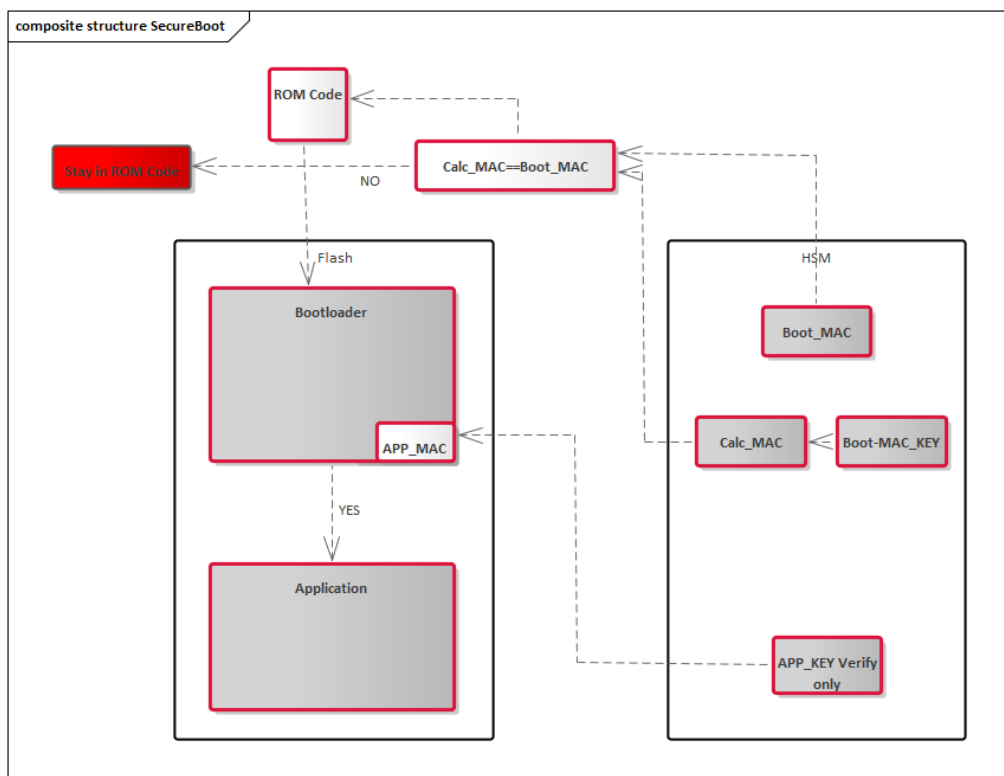 composite structure SecureBoot
ROM Code
Stay in ROM Code
Calc_MAC==Boot_MAC
NO
Flash
HSM
Bootloader
Boot_MAC
APP_MAC
Calc_MAC
Boot-MAC_KEY
YES
Application
APP_KEY Verify
only